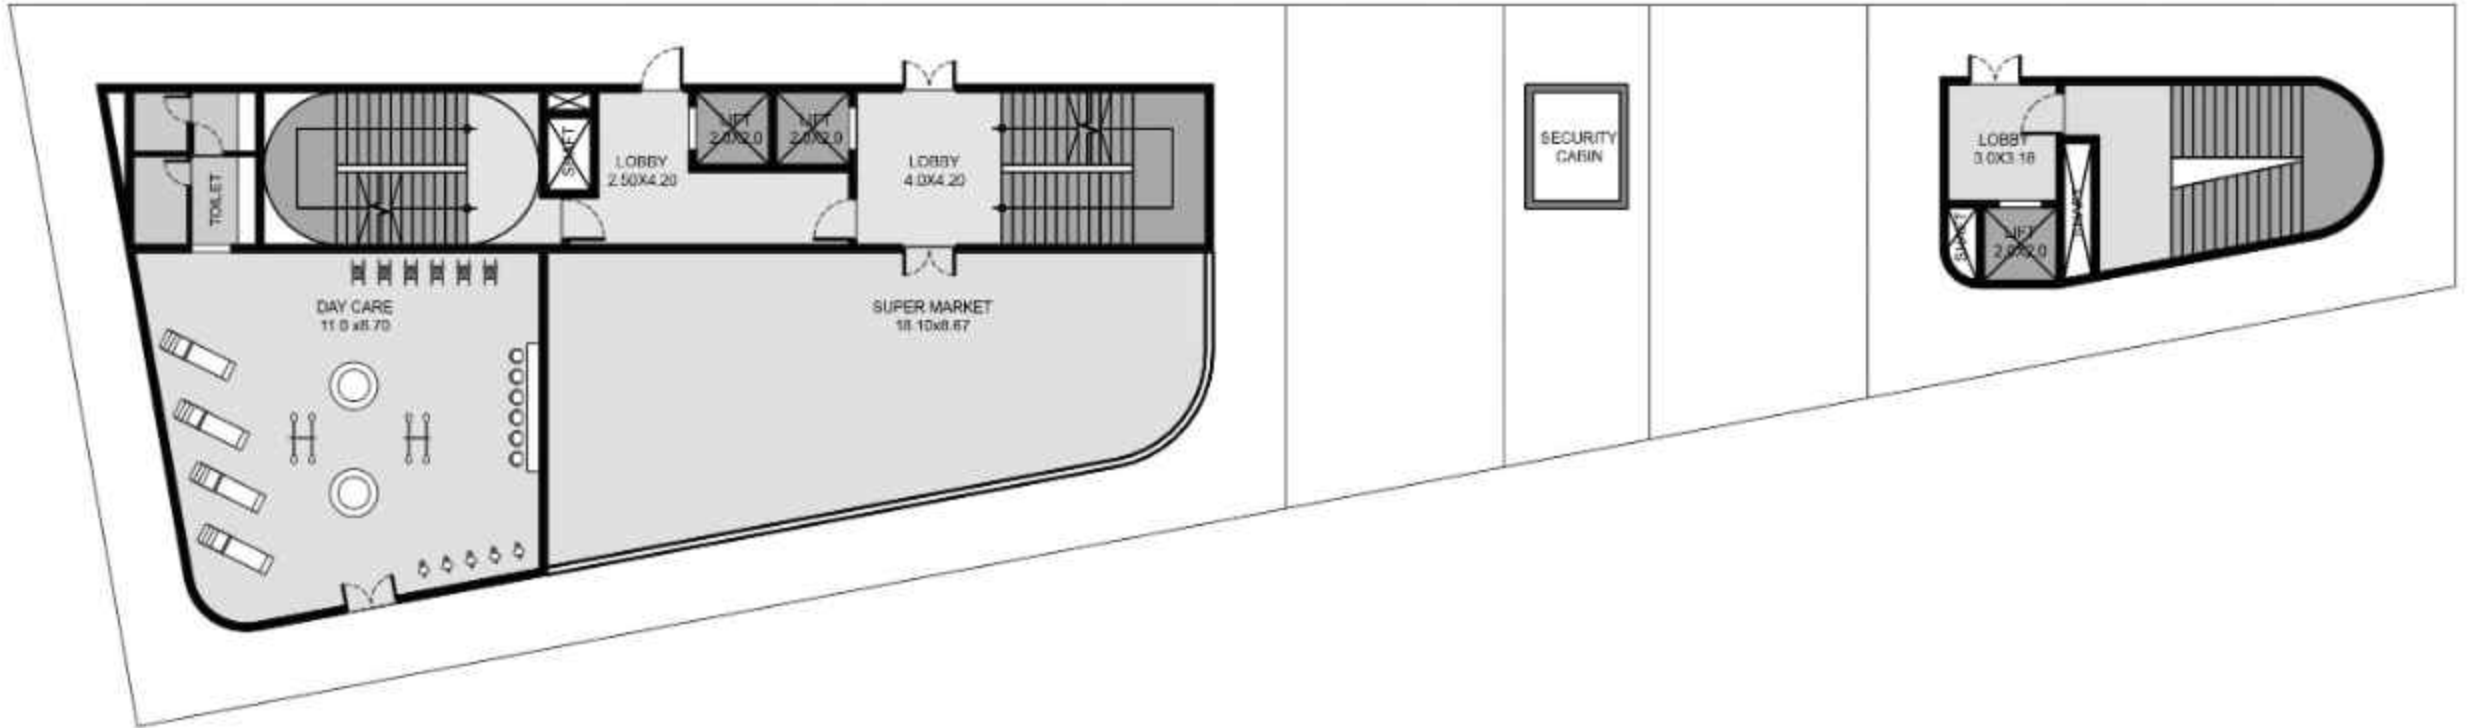 TOILET
SHAFT
LOBBY
2.50X4.20
LIFT
2.0X2.0
LIFT
2.0X2.0
LOBBY
4.0X4.20
SECURITY
CABIN
LOBBY
3.0X3.18
SHAFT
LIFT
2.0X2.0
SHAFT
DAY CARE
11.0 x8.70
SUPER MARKET
18.10x8.67